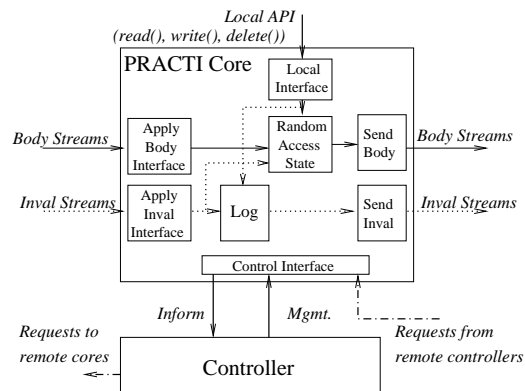 Local API
(read(), write(), delete())
PRACTI Core
Local
Interface
Body Streams
Apply
Body
Interface
Random
Access
State
Send
Body
Body Streams
Inval Streams
Apply
Inval
Interface
Log
Send
Inval
Inval Streams
Control Interface
Inform
Mgmt.
Requests to
remote cores
Requests from
remote controllers
Controller